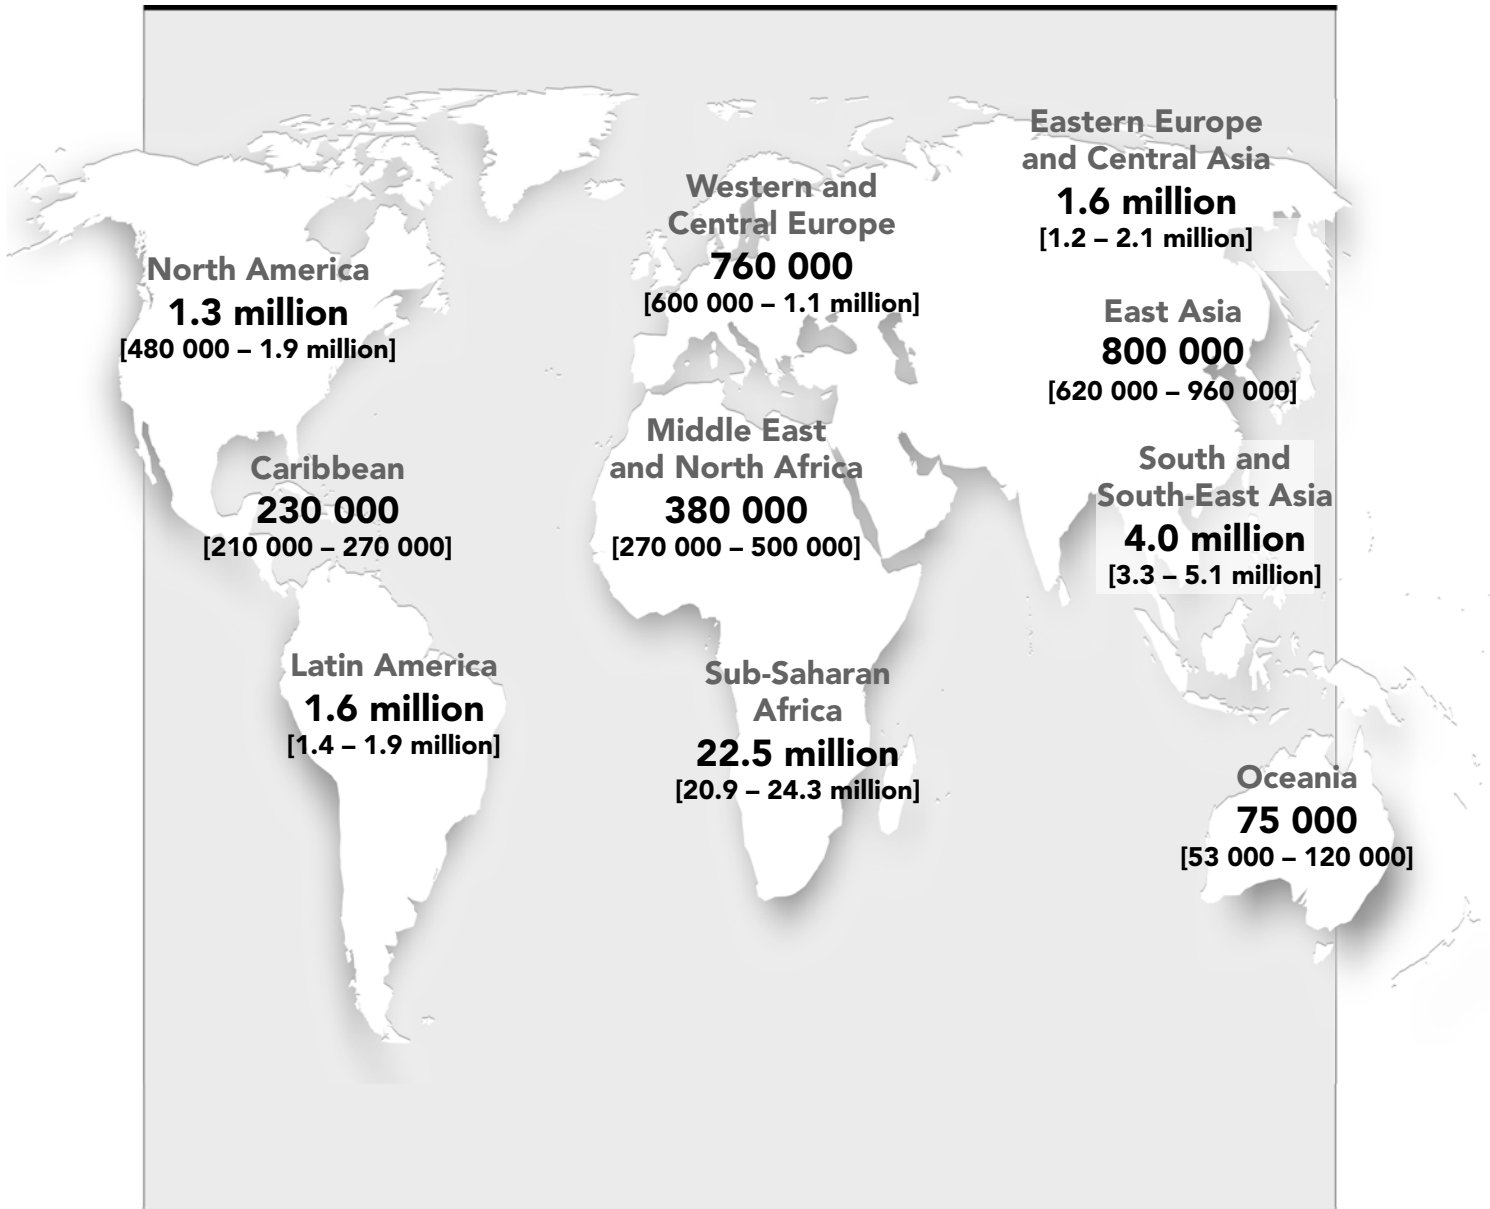 Eastern Europe
and Central Asia
1.6 million
[1.2 – 2.1 million]
Western and
Central Europe
760 000
[600 000 – 1.1 million]
North America
1.3 million
[480 000 – 1.9 million]
East Asia
800 000
[620 000 – 960 000]
Middle East
and North Africa
380 000
[270 000 – 500 000]
Caribbean
230 000
[210 000 – 270 000]
South and
South-East Asia
4.0 million
[3.3 – 5.1 million]
Latin America
1.6 million
[1.4 – 1.9 million]
Sub-Saharan
Africa
22.5 million
[20.9 – 24.3 million]
Oceania
75 000
[53 000 – 120 000]